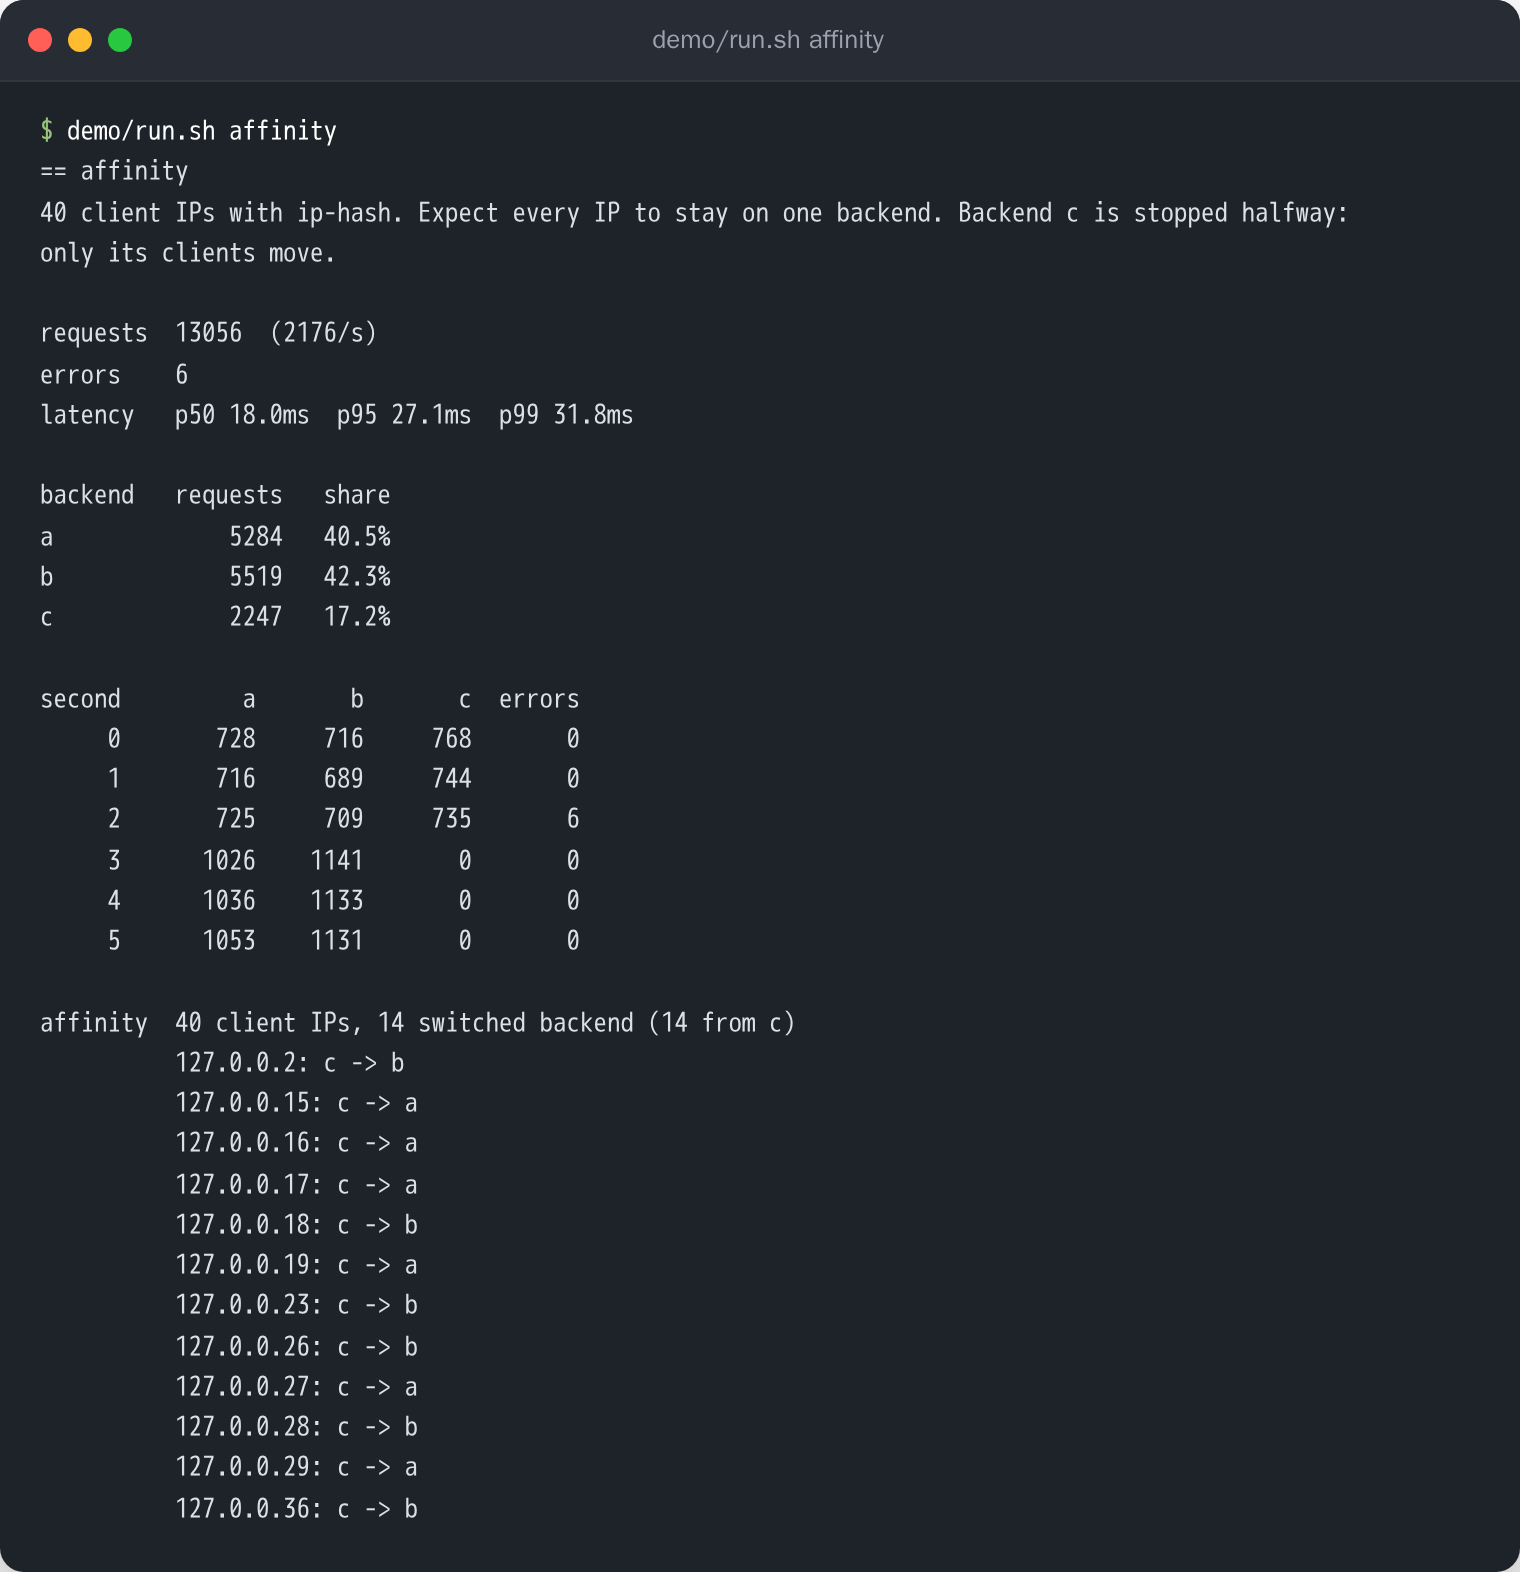 demo/run.sh affinity
$ demo/run.sh affinity
== affinity
40 client IPs with ip-hash. Expect every IP to stay on one backend. Backend c is stopped halfway:
only its clients move.
requests  13056  (2176/s)
errors    6
latency   p50 18.0ms  p95 27.1ms  p99 31.8ms
backend   requests   share
a             5284   40.5%
b             5519   42.3%
c             2247   17.2%
second         a       b       c  errors
     0       728     716     768       0
     1       716     689     744       0
     2       725     709     735       6
     3      1026    1141       0       0
     4      1036    1133       0       0
     5      1053    1131       0       0
affinity  40 client IPs, 14 switched backend (14 from c)
          127.0.0.2: c -> b
          127.0.0.15: c -> a
          127.0.0.16: c -> a
          127.0.0.17: c -> a
          127.0.0.18: c -> b
          127.0.0.19: c -> a
          127.0.0.23: c -> b
          127.0.0.26: c -> b
          127.0.0.27: c -> a
          127.0.0.28: c -> b
          127.0.0.29: c -> a
          127.0.0.36: c -> b